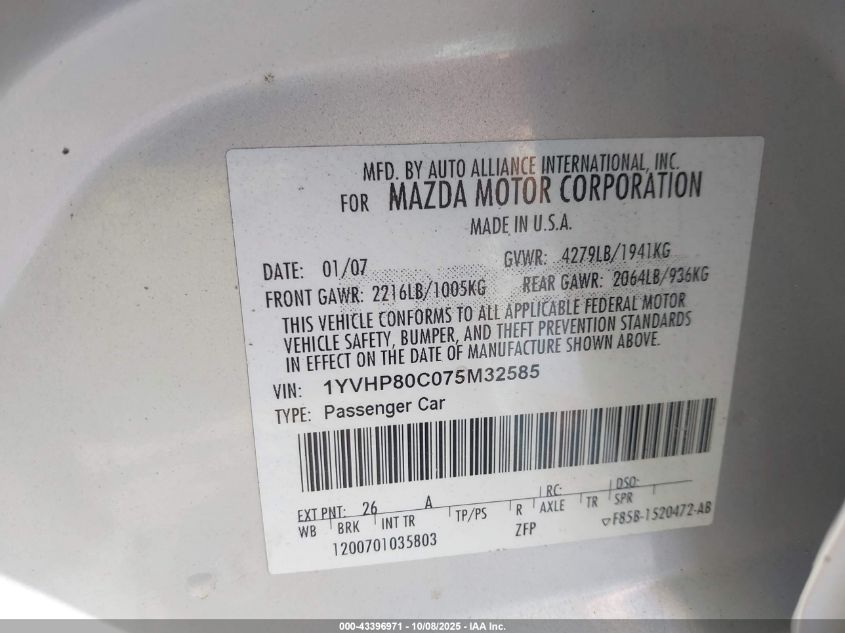 MFD. BY AUTO ALLIANCE INTERNATIONAL, INC.
FOR MAZDA MOTOR CORPORATION
MADE IN U.S.A.
DATE: 01/07 GVWR: 4279LB/1941KG
FRONT GAWR: 2216LB/1005KG REAR GAWR: 2064LB/936KG
THIS VEHICLE CONFORMS TO ALL APPLICABLE FEDERAL MOTOR
VEHICLE SAFETY, BUMPER, AND THEFT PREVENTION STANDARDS
IN EFFECT ON THE DATE OF MANUFACTURE SHOWN ABOVE.
VIN: 1YVHP80C075M32585
TYPE: Passenger Car
EXT PNT: 26 A RC: DSO:
WB BRK INT TR TP/PS R AXLE TR SPR
1200701035803 ZFP F85B-1520472-AB
000-43396971 - 10/08/2025 - IAA Inc.